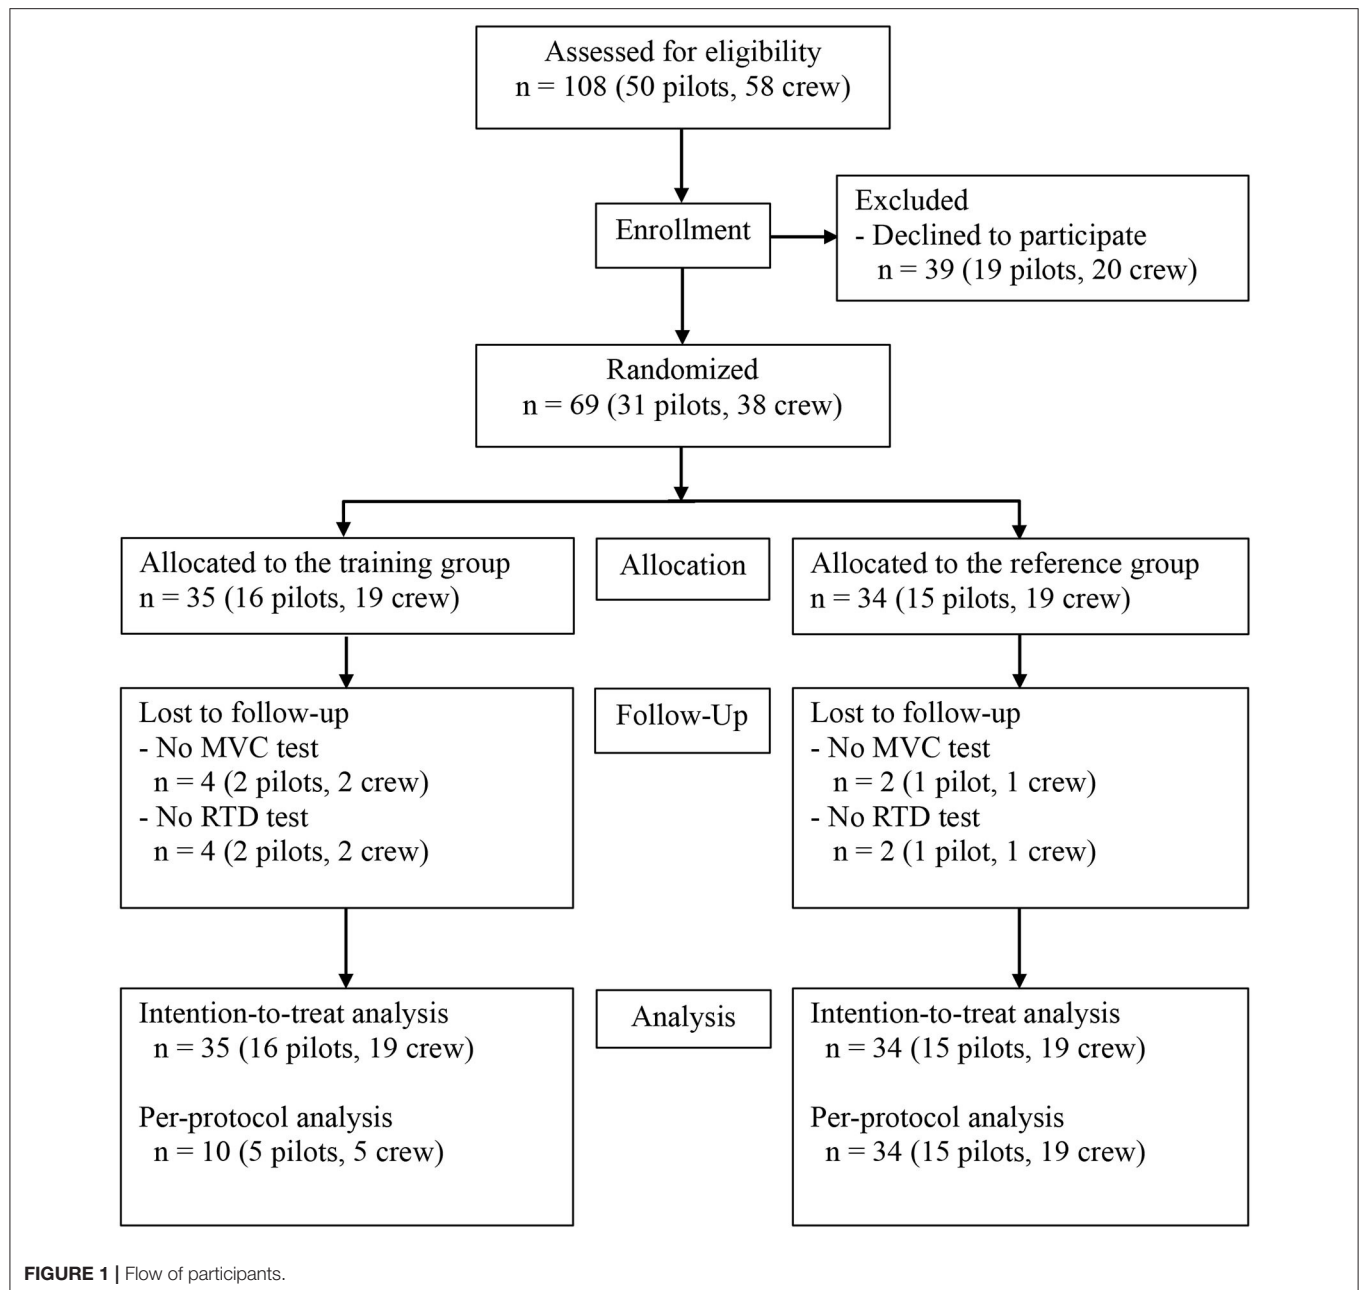 Assessed for eligibility
n = 108 (50 pilots, 58 crew)
Enrollment
Excluded
- Declined to participate
n = 39 (19 pilots, 20 crew)
Randomized
n = 69 (31 pilots, 38 crew)
Allocated to the training group
n = 35 (16 pilots, 19 crew)
Allocation
Allocated to the reference group
n = 34 (15 pilots, 19 crew)
Lost to follow-up
- No MVC test
n = 4 (2 pilots, 2 crew)
- No RTD test
n = 4 (2 pilots, 2 crew)
Follow-Up
Lost to follow-up
- No MVC test
n = 2 (1 pilot, 1 crew)
- No RTD test
n = 2 (1 pilot, 1 crew)
Intention-to-treat analysis
n = 35 (16 pilots, 19 crew)
Per-protocol analysis
n = 10 (5 pilots, 5 crew)
Analysis
Intention-to-treat analysis
n = 34 (15 pilots, 19 crew)
Per-protocol analysis
n = 34 (15 pilots, 19 crew)
FIGURE 1 | Flow of participants.